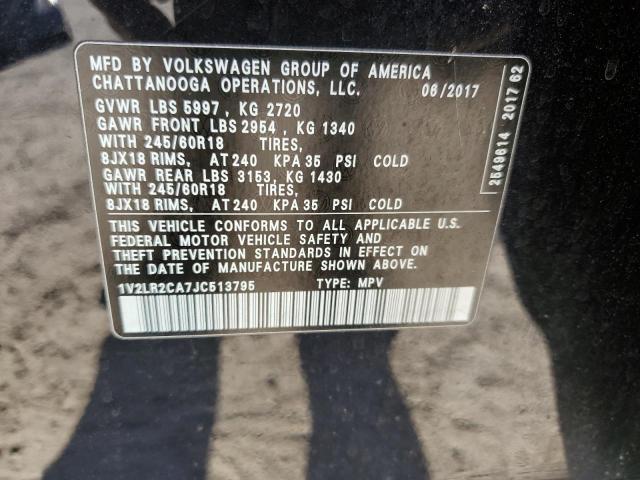 MFD BY VOLKSWAGEN GROUP OF AMERICA
CHATTANOOGA OPERATIONS, LLC. 06/2017
GVWR LBS 5997 , KG 2720
GAWR FRONT LBS 2954 , KG 1340
WITH 245/60R18 TIRES,
8JX18 RIMS, AT 240 KPA 35 PSI COLD
GAWR REAR LBS 3153, KG 1430
WITH 245/60R18 TIRES,
8JX18 RIMS, AT 240 KPA 35 PSI COLD
THIS VEHICLE CONFORMS TO ALL APPLICABLE U.S.
FEDERAL MOTOR VEHICLE SAFETY AND
THEFT PREVENTION STANDARDS IN EFFECT ON
THE DATE OF MANUFACTURE SHOWN ABOVE.
1V2LR2CA7JC513795 TYPE: MPV
2549614 2017 62